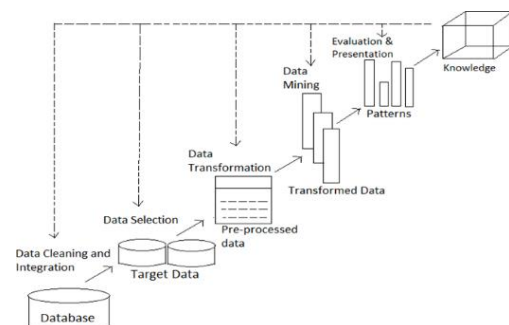 Evaluation &
Presentation
Knowledge
Data
Mining
Patterns
Data
Transformation
Transformed Data
Pre-processed
data
Data Selection
Target Data
Data Cleaning and
Integration
Database